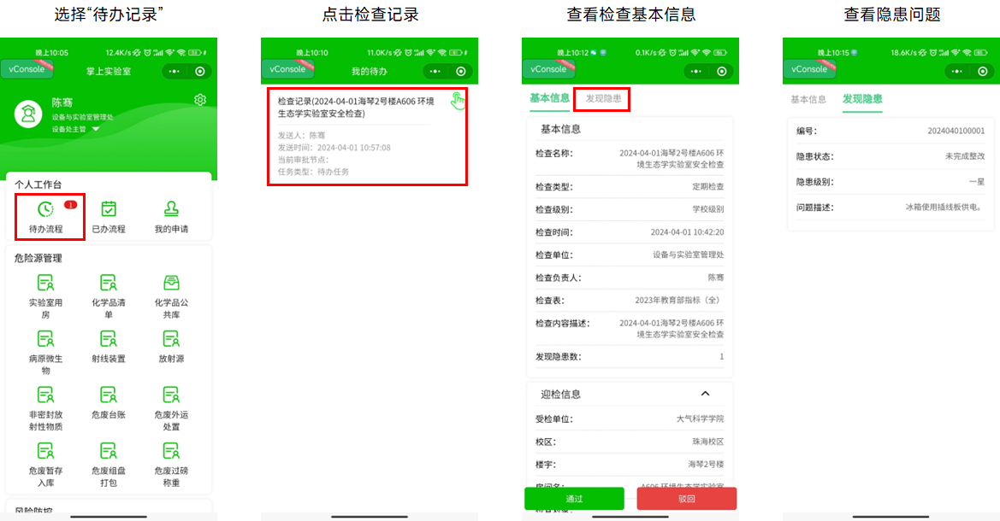 选择“待办记录”
点击检查记录
查看检查基本信息
查看隐患问题
晚上10:05
12.4K/s
vConsole
掌上实验室
陈骞
设备与实验室管理处
设备处主管
个人工作台
1
待办流程
已办流程
我的申请
危险源管理
实验室用
房
化学品清
单
化学品公
共库
病原微生
物
射线装置
放射源
非密封放
射性物质
危废台账
危废外运
处置
危废暂存
入库
危废组盘
打包
危废过磅
称重
风险防控
晚上10:10
11.0K/s
vConsole
我的待办
检查记录(2024-04-01海琴2号楼A606 环境
生态学实验室安全检查)
发送人：陈骞
发送时间：2024-04-01 10:57:08
当前审批节点：
任务类型：待办任务
晚上10:12
0.1K/s
vConsole
基本信息
发现隐患
基本信息
检查名称：
2024-04-01海琴2号楼A606 环
境生态学实验室安全检查
检查类型：
定期检查
检查级别：
学校级别
检查时间：
2024-04-01 10:42:20
检查单位：
设备与实验室管理处
检查负责人：
陈骞
检查表：
2023年教育部指标（全）
检查内容描述：
2024-04-01海琴2号楼A606 环
境生态学实验室安全检查
发现隐患数：
1
迎检信息
受检单位：
大气科学学院
校区：
珠海校区
楼宇：
海琴2号楼
房间名：
A606 环境生态学实验室
通过
驳回
晚上10:15
18.6K/s
vConsole
基本信息
发现隐患
编号：
2024040100001
隐患状态：
未完成整改
隐患级别：
一星
问题描述：
冰箱使用插线板供电。